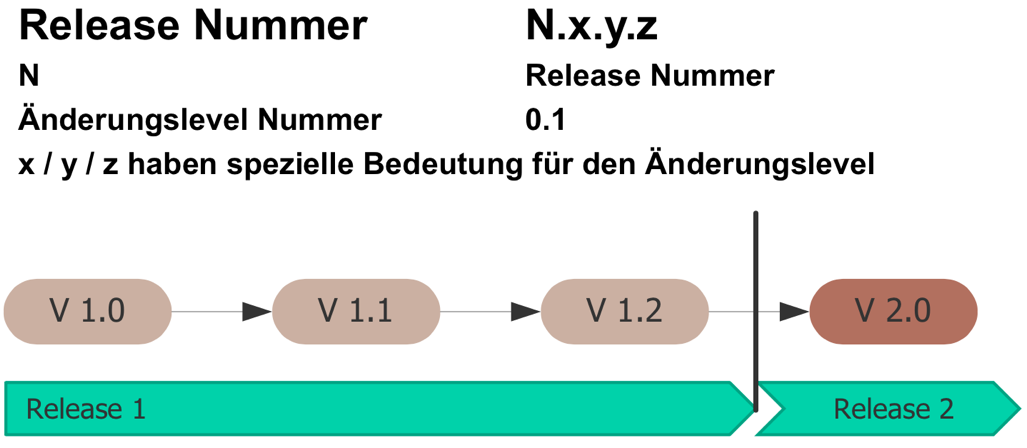 Release Nummer N.x.y.z
N Release Nummer
Änderungslevel Nummer 0.1
x / y / z haben spezielle Bedeutung für den Änderungslevel
V 1.0 V 1.1 V 1.2 V 2.0
Release 1 Release 2